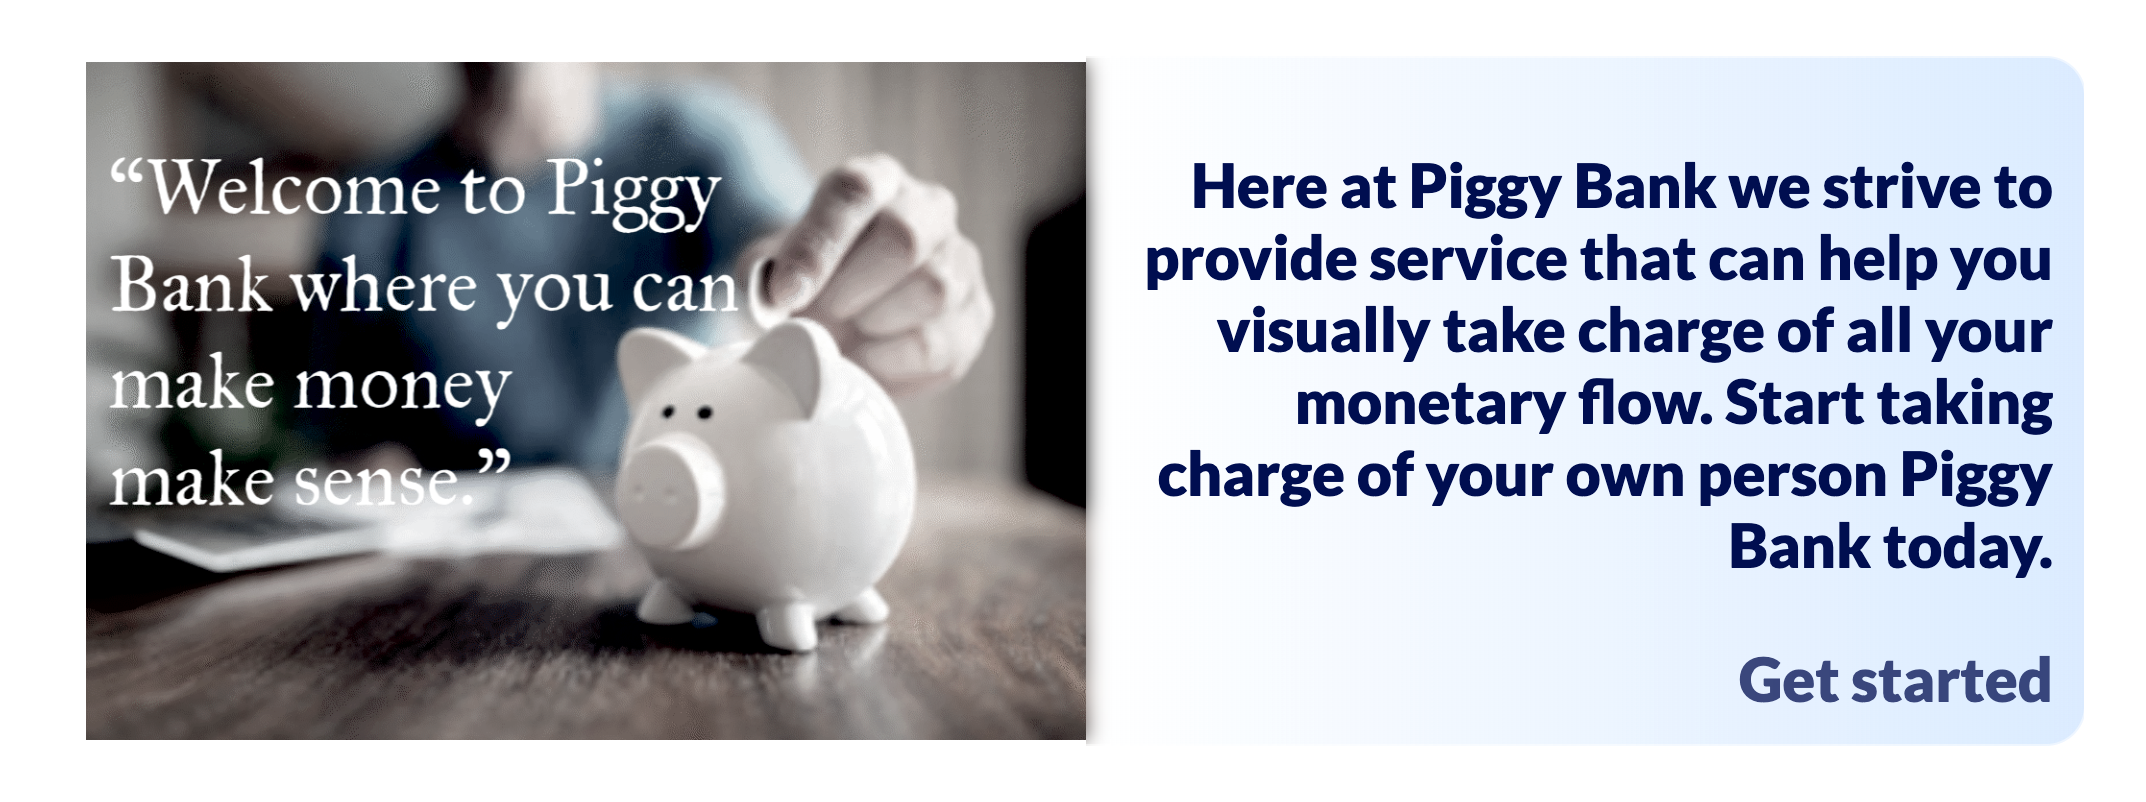 “Welcome to Piggy
Bank where you can
make money
make sense.”
Here at Piggy Bank we strive to
provide service that can help you
visually take charge of all your
monetary flow. Start taking
charge of your own person Piggy
Bank today.
Get started